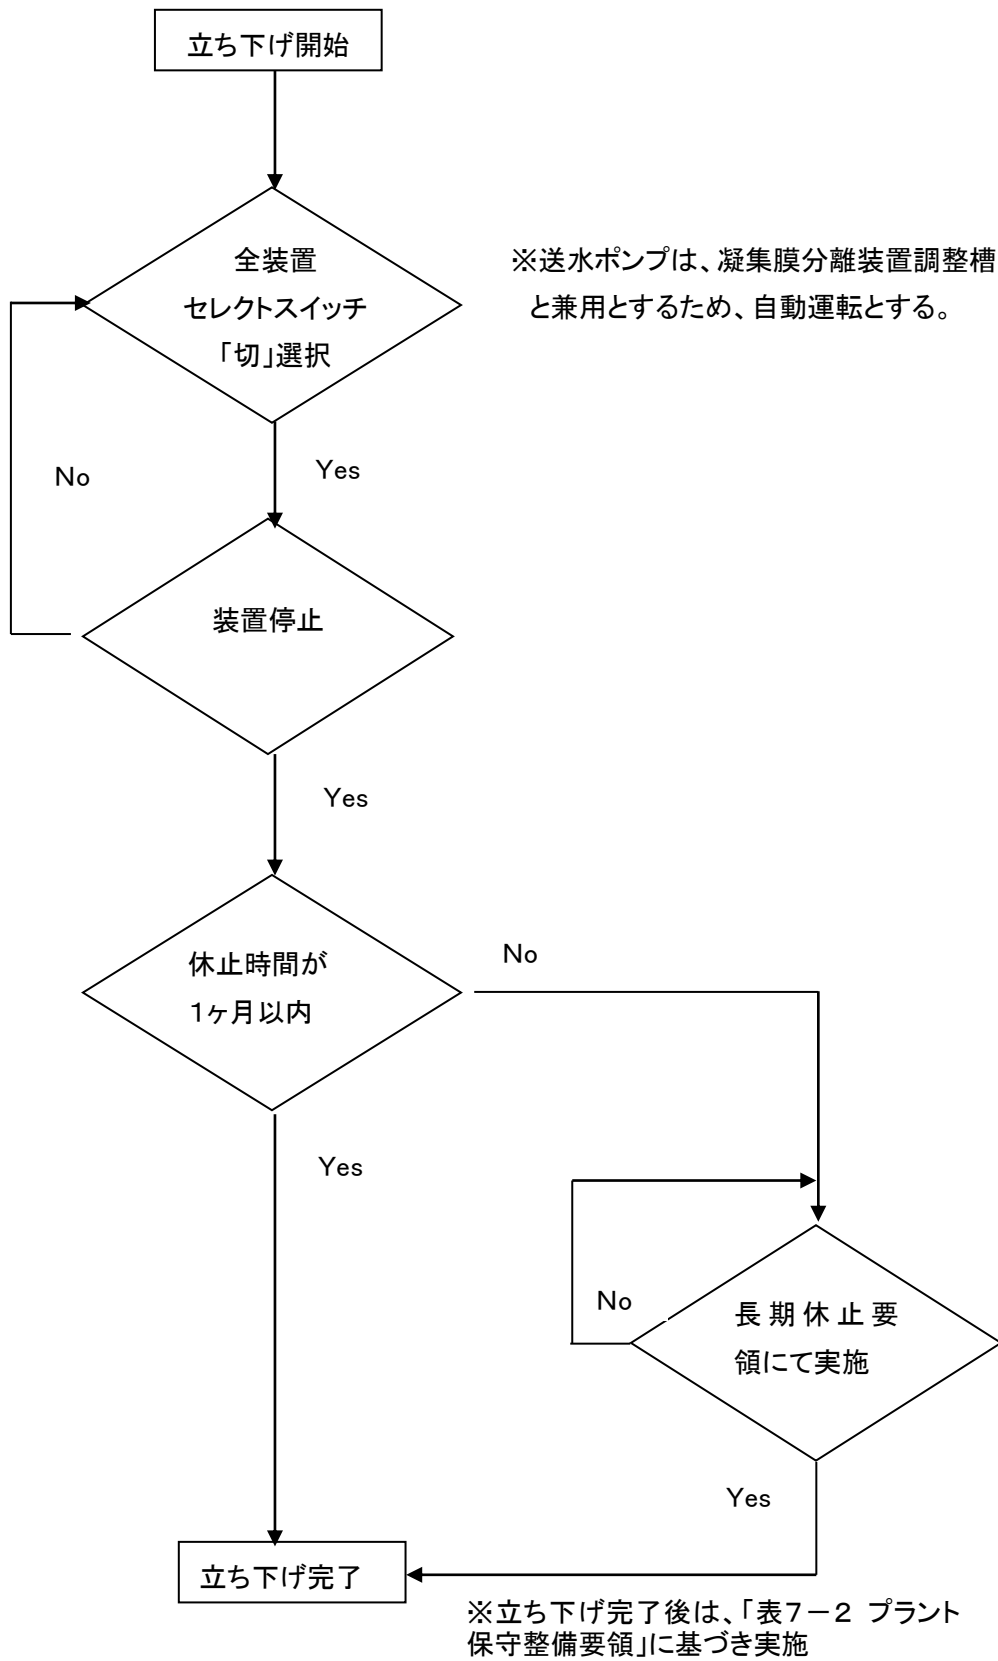 立ち下げ開始
全装置
セレクトスイッチ
「切」選択
※送水ポンプは、凝集膜分離装置調整槽
と兼用とするため、自動運転とする。
No
Yes
装置停止
Yes
休止時間が
1ヶ月以内
No
Yes
No
長期休止要
領にて実施
Yes
立ち下げ完了
※立ち下げ完了後は、「表7－2 プラント
保守整備要領」に基づき実施